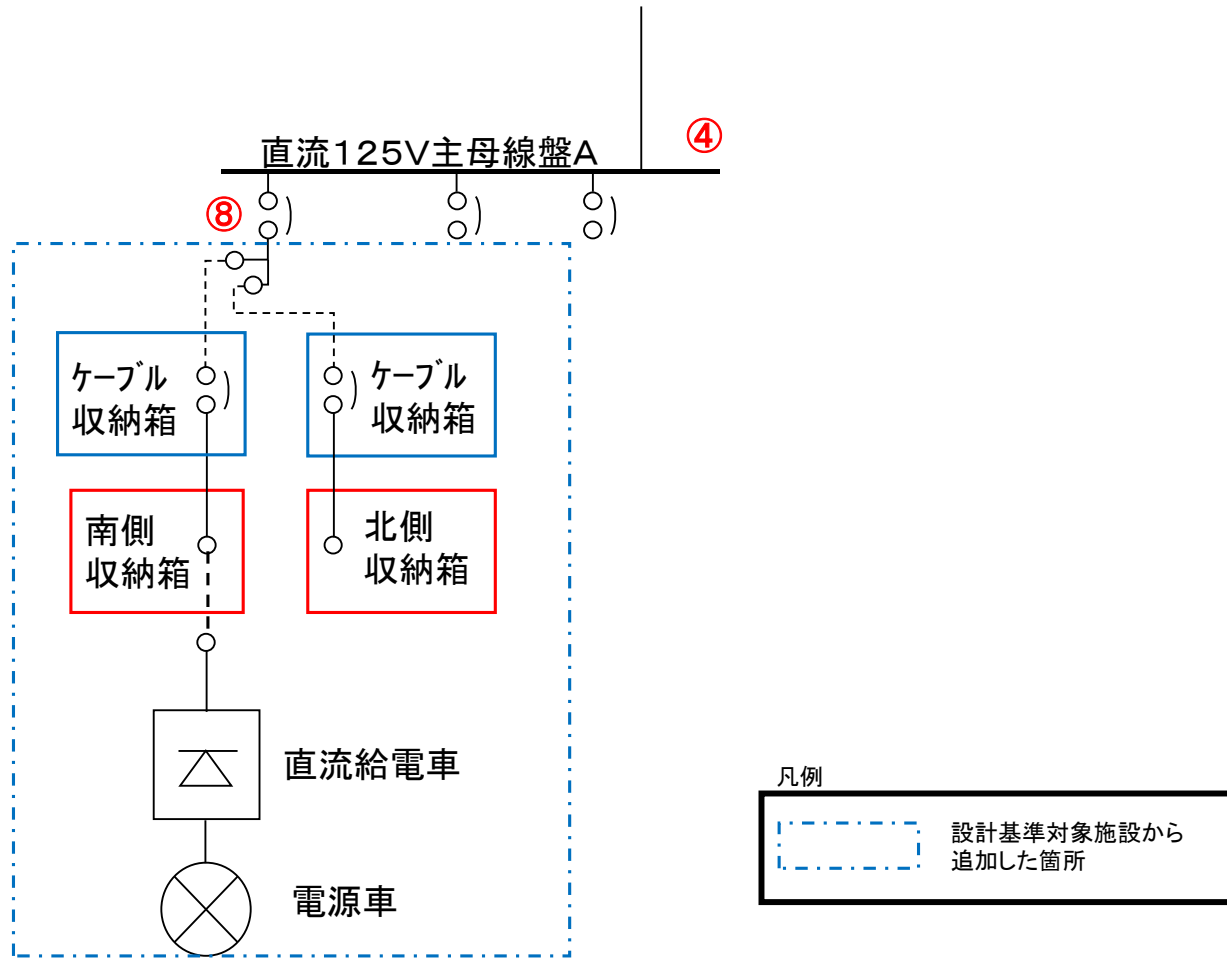 ④
直流125V主母線盤A
⑧
ｹｰﾌﾞﾙ
収納箱
ｹｰﾌﾞﾙ
収納箱
南側
収納箱
北側
収納箱
直流給電車
電源車
凡例
設計基準対象施設から
追加した箇所